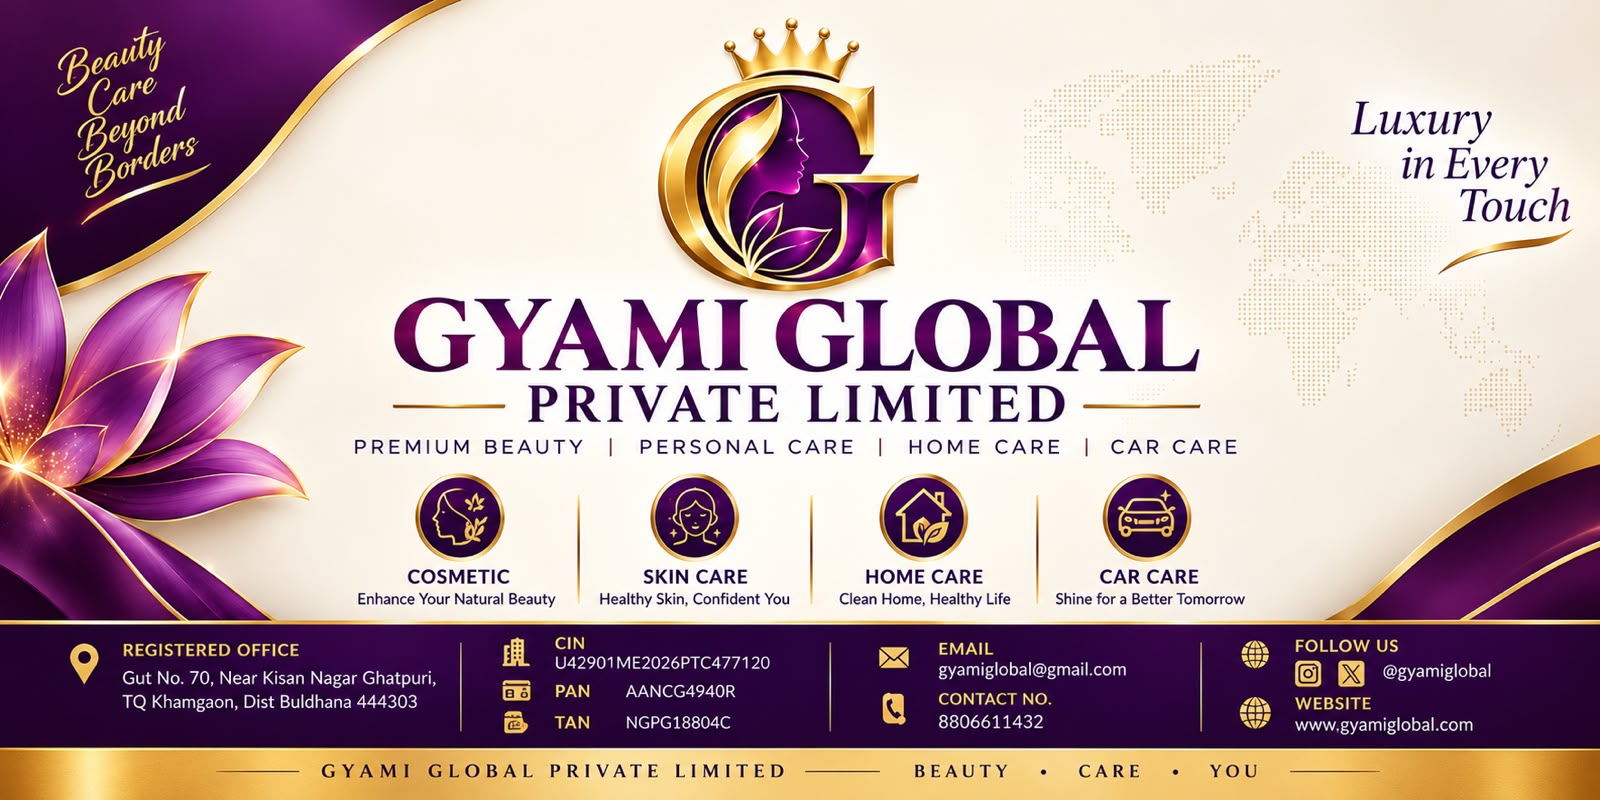 Beauty
Care
Beyond
Borders
Luxury
in Every
Touch
G
GYAMI GLOBAL
PRIVATE LIMITED
PREMIUM BEAUTY | PERSONAL CARE | HOME CARE | CAR CARE
COSMETIC
Enhance Your Natural Beauty
SKIN CARE
Healthy Skin, Confident You
HOME CARE
Clean Home, Healthy Life
CAR CARE
Shine for a Better Tomorrow
REGISTERED OFFICE
Gut No. 70, Near Kisan Nagar Ghatpuri,
TQ Khamgaon, Dist Buldhana 444303
CIN
U42901ME2026PTC477120
PAN AANCG4940R
TAN NGPG18804C
EMAIL
gyamiglobal@gmail.com
CONTACT NO.
8806611432
FOLLOW US
@gyamiglobal
WEBSITE
www.gyamiglobal.com
GYAMI GLOBAL PRIVATE LIMITED BEAUTY • CARE • YOU